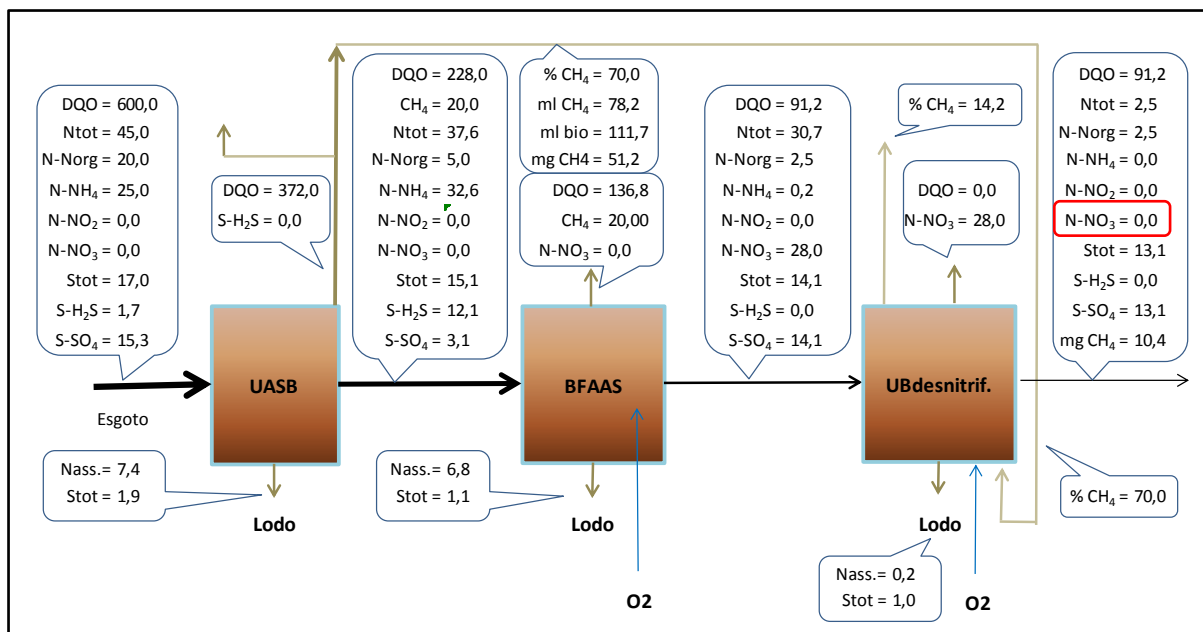 DQO = 600,0
Ntot = 45,0
N-Norg = 20,0
N-NH₄ = 25,0
N-NO₂ = 0,0
N-NO₃ = 0,0
Stot = 17,0
S-H₂S = 1,7
S-SO₄ = 15,3
DQO = 372,0
S-H₂S = 0,0
DQO = 228,0
CH₄ = 20,0
Ntot = 37,6
N-Norg = 5,0
N-NH₄ = 32,6
N-NO₂ = 0,0
N-NO₃ = 0,0
Stot = 15,1
S-H₂S = 12,1
S-SO₄ = 3,1
% CH₄ = 70,0
ml CH₄ = 78,2
ml bio = 111,7
mg CH4 = 51,2
DQO = 136,8
CH₄ = 20,00
N-NO₃ = 0,0
DQO = 91,2
Ntot = 30,7
N-Norg = 2,5
N-NH₄ = 0,2
N-NO₂ = 0,0
N-NO₃ = 28,0
Stot = 14,1
S-H₂S = 0,0
S-SO₄ = 14,1
% CH₄ = 14,2
DQO = 0,0
N-NO₃ = 28,0
DQO = 91,2
Ntot = 2,5
N-Norg = 2,5
N-NH₄ = 0,0
N-NO₂ = 0,0
N-NO₃ = 0,0
Stot = 13,1
S-H₂S = 0,0
S-SO₄ = 13,1
mg CH₄ = 10,4
Esgoto
UASB
BFAAS
UBdesnitrif.
Nass.= 7,4
Stot = 1,9
Lodo
Nass.= 6,8
Stot = 1,1
Lodo
O2
Lodo
Nass.= 0,2
Stot = 1,0
O2
% CH₄ = 70,0